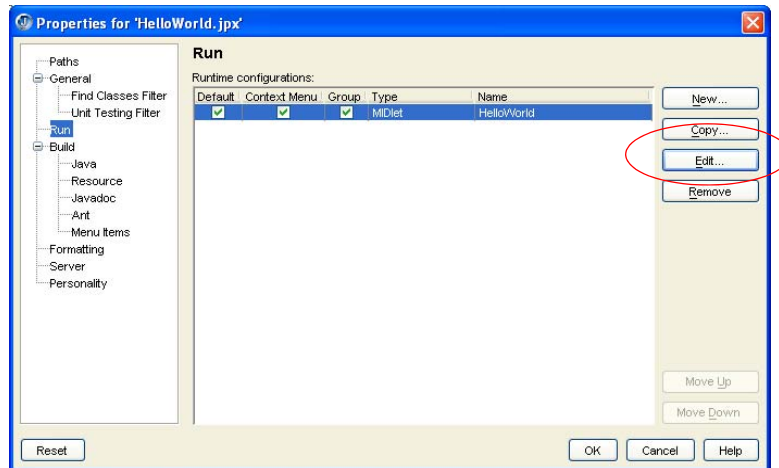 Properties for 'HelloWorld.jpx'
Paths
General
Find Classes Filter
Unit Testing Filter
Run
Build
Java
Resource
Javadoc
Ant
Menu Items
Formatting
Server
Personality
Run
Runtime configurations:
Default Context Menu Group Type Name
MIDlet HelloWorld
New...
Copy...
Edit...
Remove
Move Up
Move Down
Reset OK Cancel Help